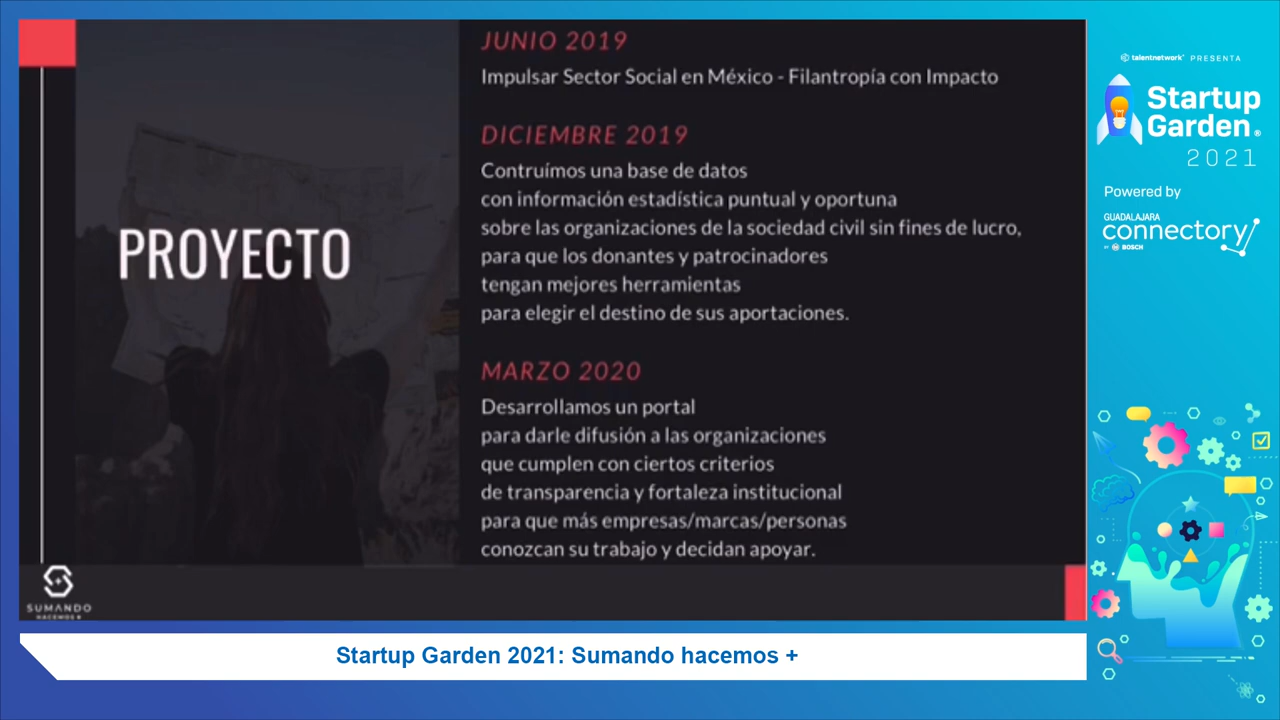 JUNIO 2019
Impulsar Sector Social en México - Filantropía con Impacto
DICIEMBRE 2019
Contruímos una base de datos
con información estadística puntual y oportuna
sobre las organizaciones de la sociedad civil sin fines de lucro,
para que los donantes y patrocinadores
tengan mejores herramientas
para elegir el destino de sus aportaciones.
PROYECTO
MARZO 2020
Desarrollamos un portal
para darle difusión a las organizaciones
que cumplen con ciertos criterios
de transparencia y fortaleza institucional
para que más empresas/marcas/personas
conozcan su trabajo y decidan apoyar.
SUMANDO
HACEMOS +
Startup Garden 2021: Sumando hacemos +
talentnetwork PRESENTA
Startup
Garden®
2021
Powered by
GUADALAJARA
connectory
BY BOSCH